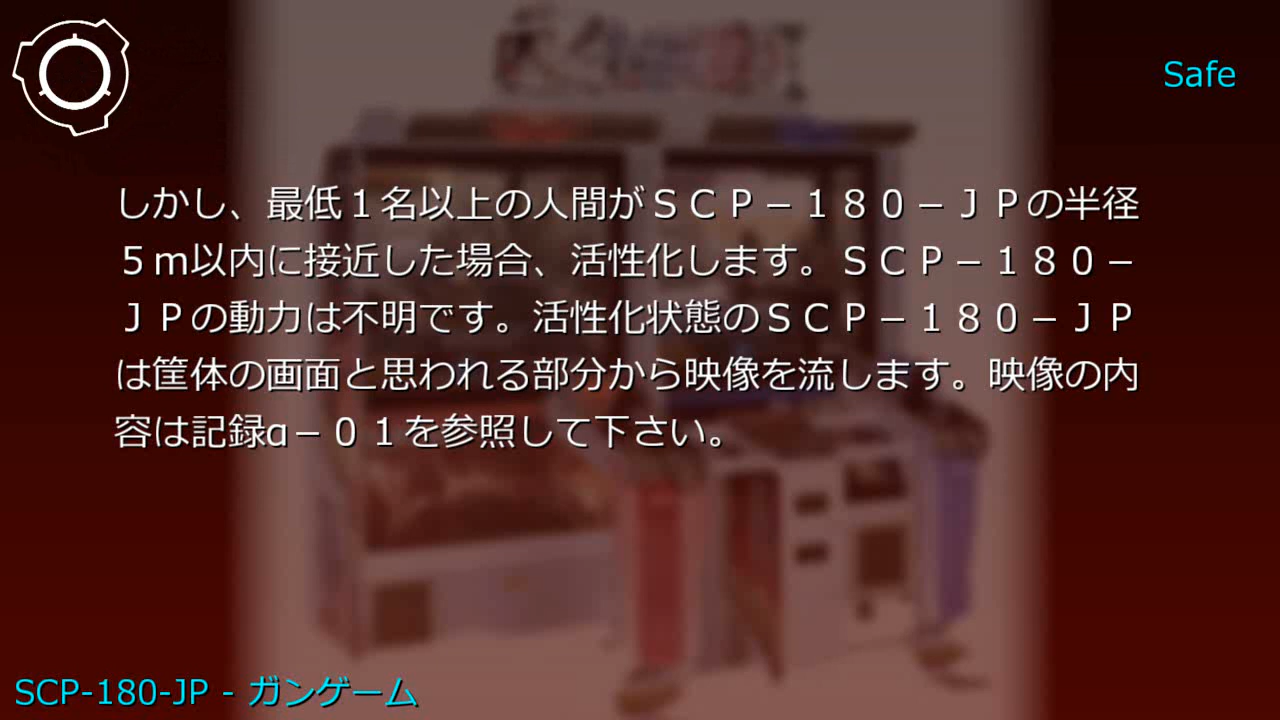 Safe
しかし、最低１名以上の人間がＳＣＰ－１８０－ＪＰの半径
５m以内に接近した場合、活性化します。ＳＣＰ－１８０－
ＪＰの動力は不明です。活性化状態のＳＣＰ－１８０－ＪＰ
は筐体の画面と思われる部分から映像を流します。映像の内
容は記録α－０１を参照して下さい。
SCP-180-JP - ガンゲーム